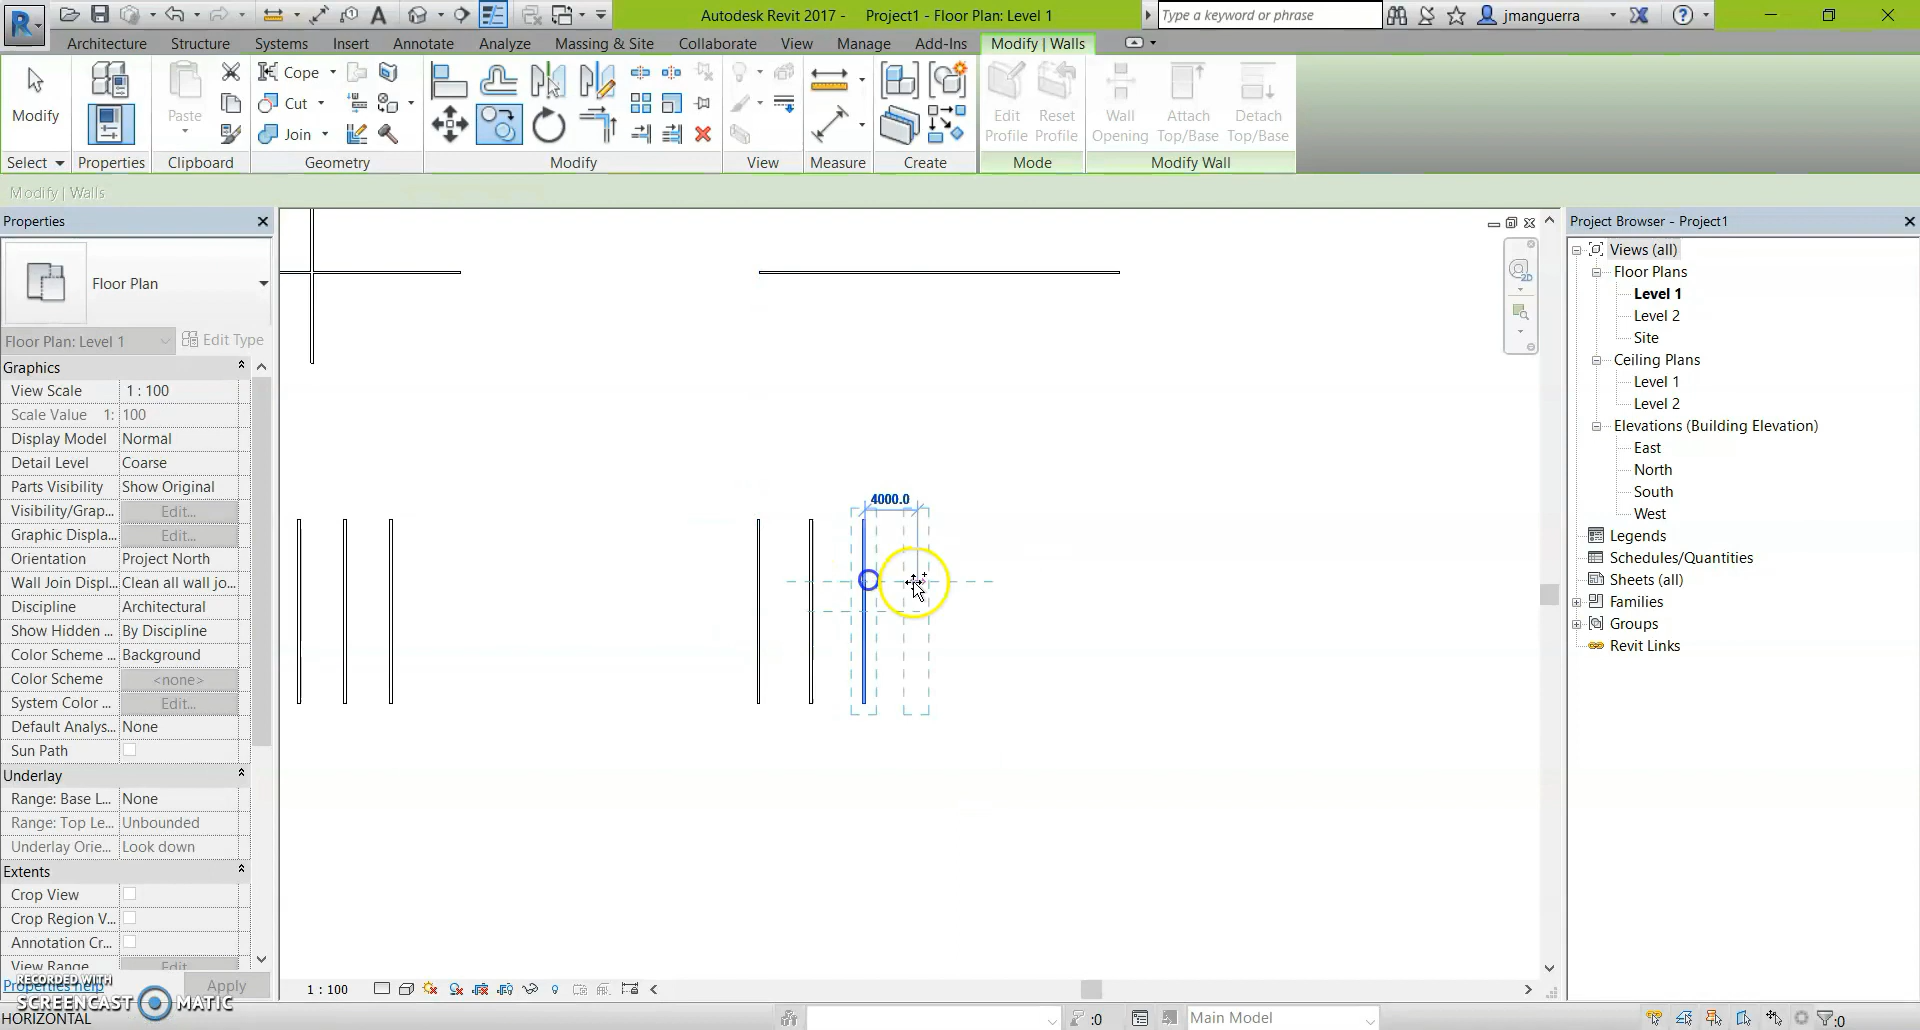 Autodesk Revit 2017 - Project1 - Floor Plan: Level 1
Type a keyword or phrase
jmanguerra
Architecture Structure Systems Insert Annotate Analyze Massing & Site Collaborate View Manage Add-Ins Modify | Walls
Modify
Paste
Cope
Cut
Join
Edit Profile
Reset Profile
Wall Opening
Attach Top/Base
Detach Top/Base
Select Properties Clipboard Geometry Modify View Measure Create Mode Modify Wall
Modify | Walls
Properties
Floor Plan
Floor Plan: Level 1
Edit Type
Graphics
View Scale 1 : 100
Scale Value 1: 100
Display Model Normal
Detail Level Coarse
Parts Visibility Show Original
Visibility/Grap... Edit...
Graphic Displa... Edit...
Orientation Project North
Wall Join Displ... Clean all wall jo...
Discipline Architectural
Show Hidden ... By Discipline
Color Scheme ... Background
Color Scheme <none>
System Color ... Edit...
Default Analys... None
Sun Path
Underlay
Range: Base L... None
Range: Top Le... Unbounded
Underlay Orie... Look down
Extents
Crop View
Crop Region V...
Annotation Cr...
View Range Edit...
Properties help
Apply
RECORDED WITH
SCREENCAST MATIC
HORIZONTAL
4000.0
2D
1 : 100
:0
Main Model
:0
Project Browser - Project1
Views (all)
Floor Plans
Level 1
Level 2
Site
Ceiling Plans
Level 1
Level 2
Elevations (Building Elevation)
East
North
South
West
Legends
Schedules/Quantities
Sheets (all)
Families
Groups
Revit Links